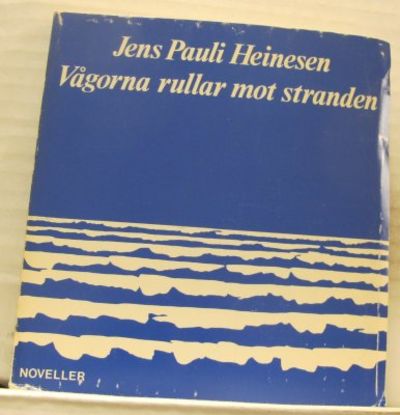 Jens Pauli Heinesen
Vågorna rullar mot stranden
NOVELLER